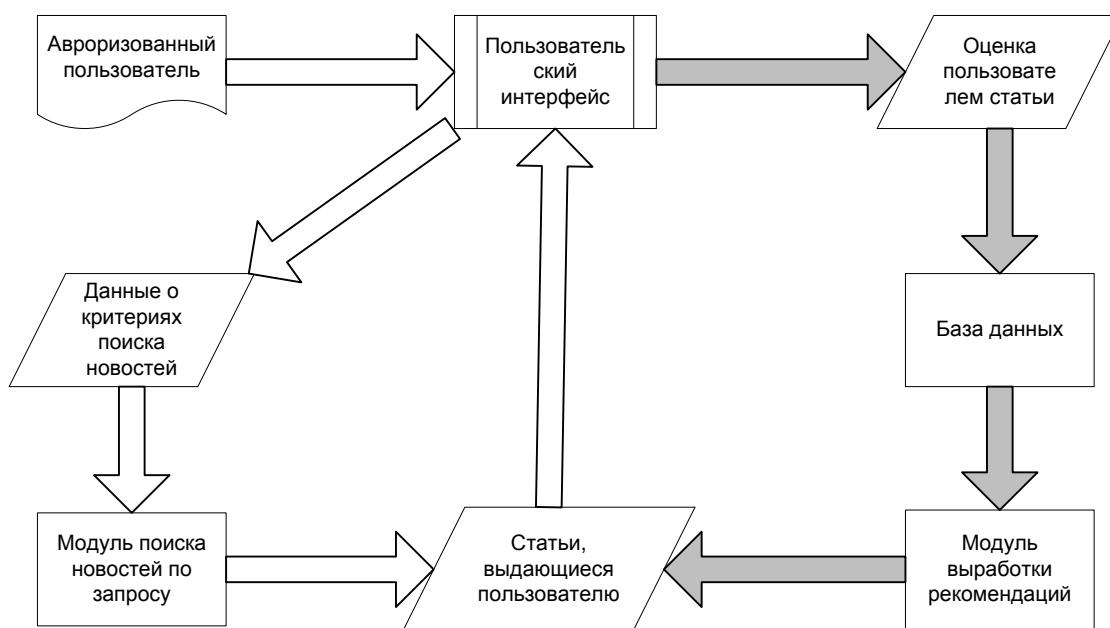 Авроризованный
пользователь
Пользователь
ский
интерфейс
Оценка
пользовате
лем статьи
Данные о
критериях
поиска
новостей
База данных
Модуль поиска
новостей по
запросу
Статьи,
выдающиеся
пользователю
Модуль
выработки
рекомендаций